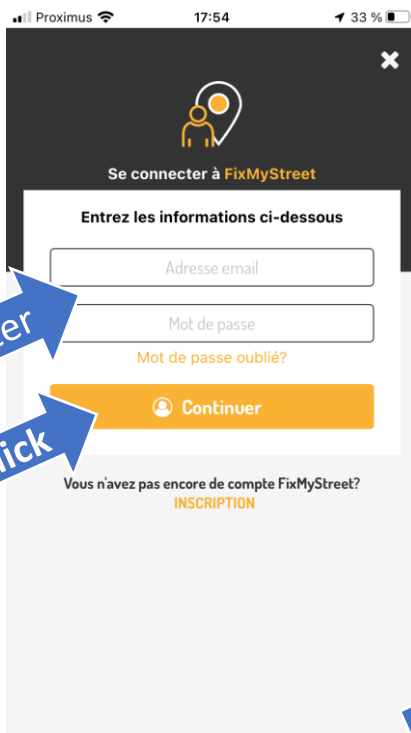 Proximus 17:54 33 %
Se connecter à FixMyStreet
Entrez les informations ci-dessous
Adresse email
Mot de passe
Mot de passe oublié?
Continuer
Vous n'avez pas encore de compte FixMyStreet?
INSCRIPTION